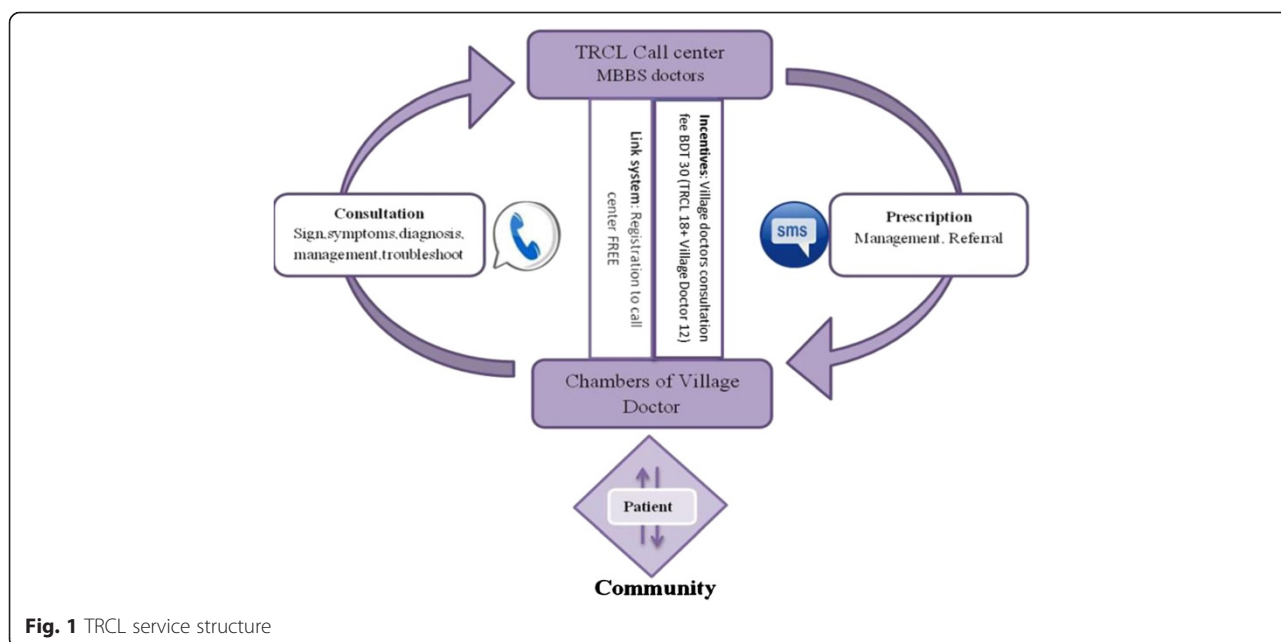 TRCL Call center
MBBS doctors
Consultation
Sign,symptoms,diagnosis,
management,troubleshoot
Link system: Registration to call
center FREE
Incentives: Village doctors consultation
fee BDT 30 (TRCL 18+ Village Doctor 12)
sms
Prescription
Management, Referral
Chambers of Village
Doctor
Patient
Community
Fig. 1 TRCL service structure